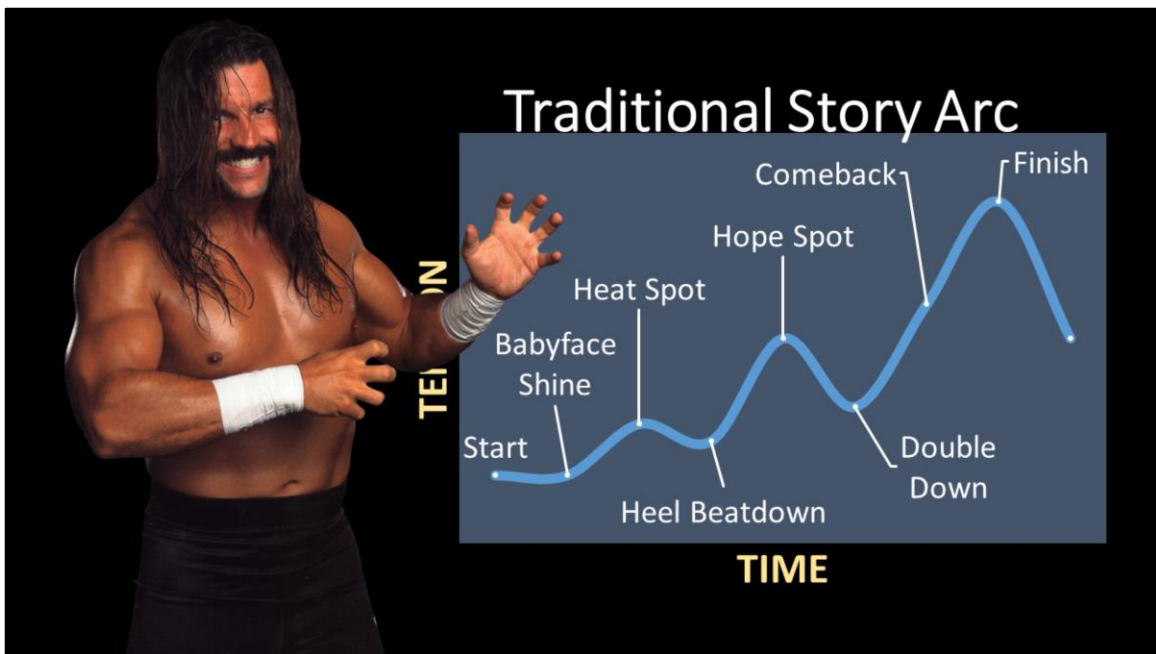 Traditional Story Arc
Finish
Comeback
Hope Spot
Heat Spot
Babyface
Shine
Start
Double
Down
Heel Beatdown
TIME